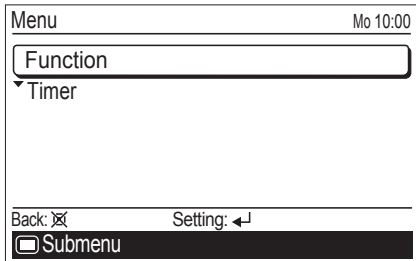 Menu Mo 10:00
Function
Timer
Back: Setting:
Submenu